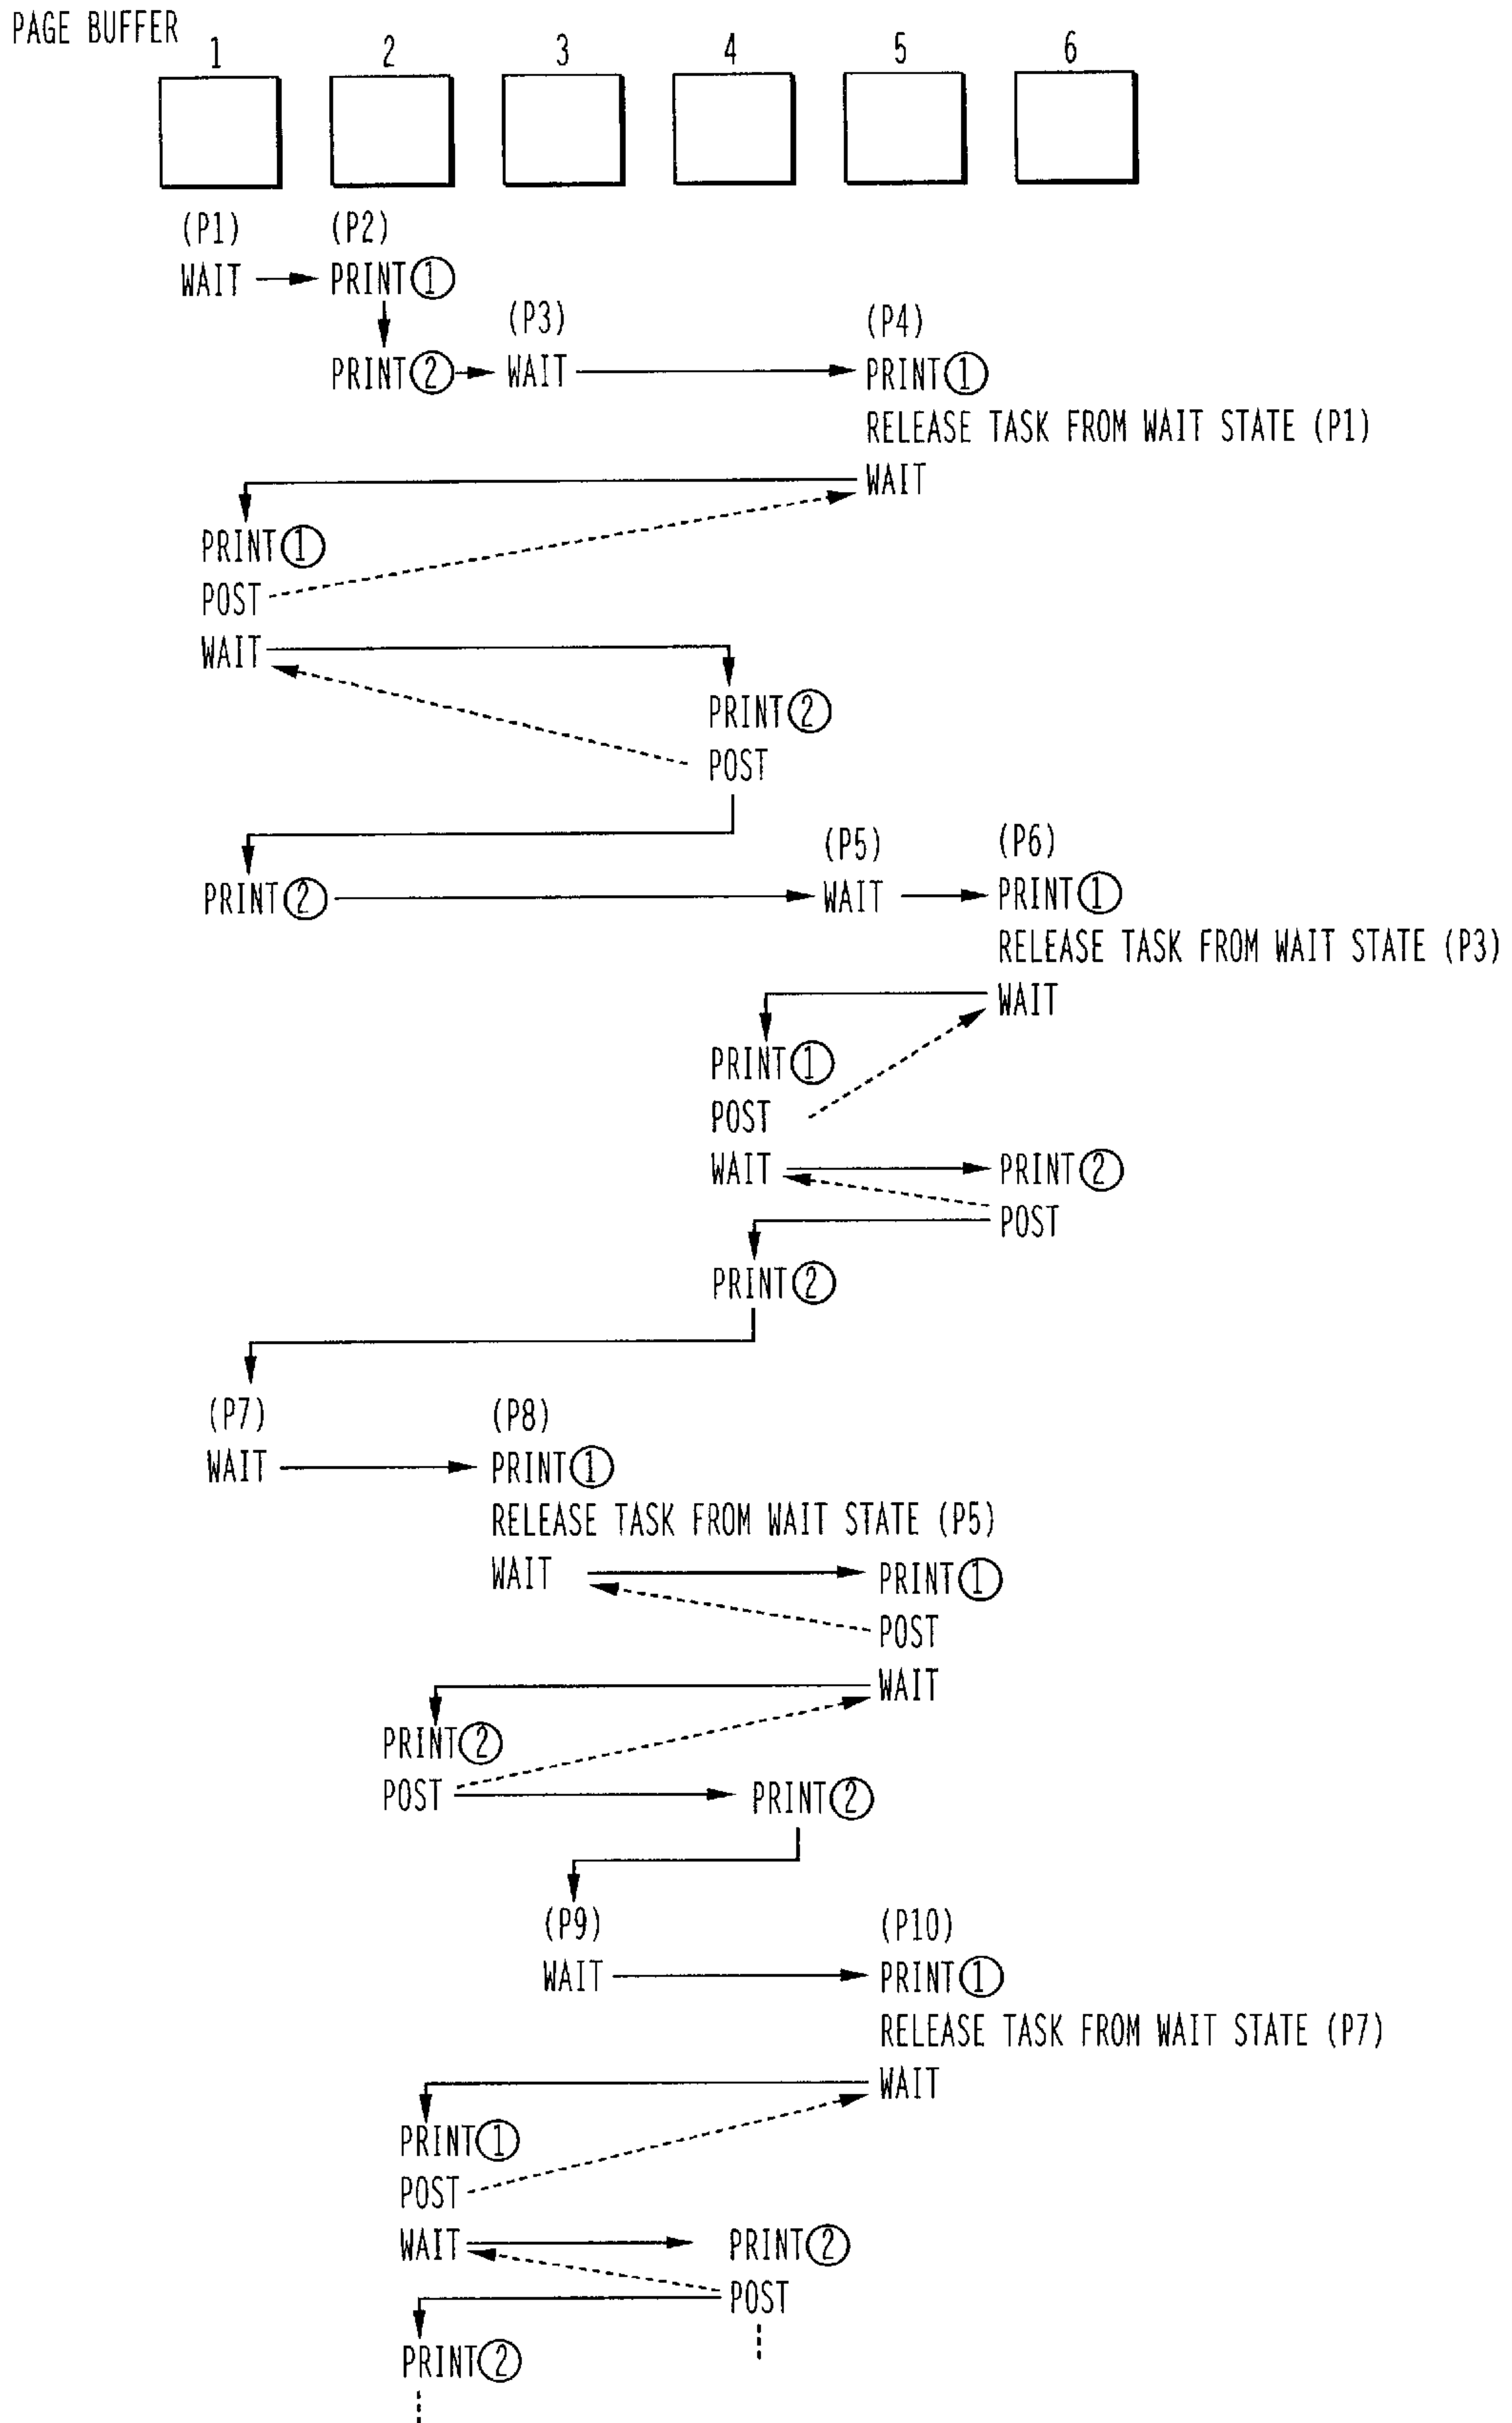 PAGE BUFFER
1 2 3 4 5 6
(P1) (P2)
WAIT PRINT①
(P3) (P4)
PRINT② WAIT PRINT①
RELEASE TASK FROM WAIT STATE (P1)
WAIT
PRINT①
POST
WAIT
PRINT②
POST
(P5) (P6)
PRINT② WAIT PRINT①
RELEASE TASK FROM WAIT STATE (P3)
WAIT
PRINT①
POST
WAIT PRINT②
POST
PRINT②
(P7) (P8)
WAIT PRINT①
RELEASE TASK FROM WAIT STATE (P5)
WAIT PRINT①
POST
WAIT
PRINT②
POST PRINT②
(P9) (P10)
WAIT PRINT①
RELEASE TASK FROM WAIT STATE (P7)
WAIT
PRINT①
POST
WAIT PRINT②
POST
PRINT②